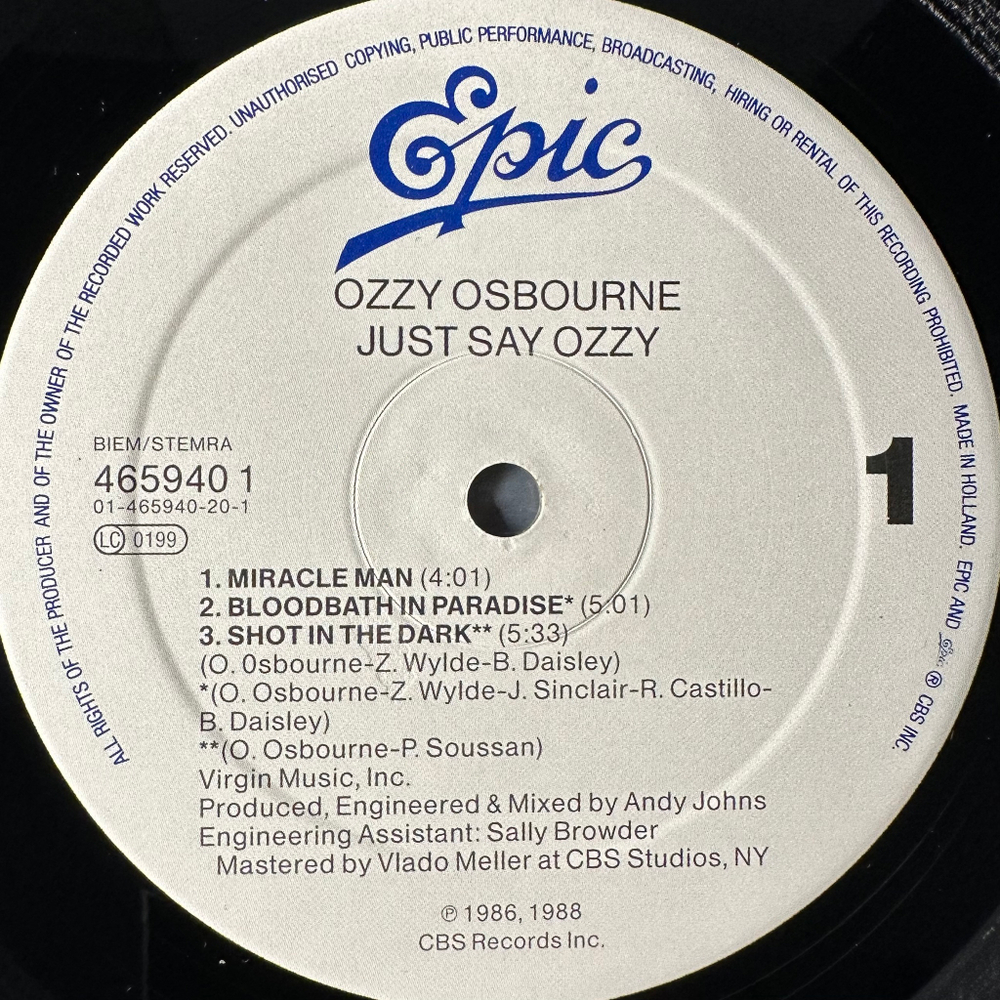 ALL RIGHTS OF THE PRODUCER AND OF THE OWNER OF THE RECORDED WORK RESERVED. UNAUTHORISED COPYING, PUBLIC PERFORMANCE, BROADCASTING, HIRING OR RENTAL OF THIS RECORDING PROHIBITED. MADE IN HOLLAND. EPIC AND Epic ® CBS INC.
Epic
OZZY OSBOURNE
JUST SAY OZZY
BIEM/STEMRA
465940 1
01-465940-20-1
LC 0199
1
1. MIRACLE MAN (4:01)
2. BLOODBATH IN PARADISE* (5:01)
3. SHOT IN THE DARK** (5:33)
(O. Osbourne-Z. Wylde-B. Daisley)
*(O. Osbourne-Z. Wylde-J. Sinclair-R. Castillo-
B. Daisley)
**(O. Osbourne-P. Soussan)
Virgin Music, Inc.
Produced, Engineered & Mixed by Andy Johns
Engineering Assistant: Sally Browder
Mastered by Vlado Meller at CBS Studios, NY
℗ 1986, 1988
CBS Records Inc.